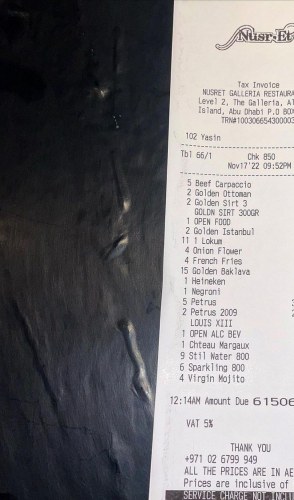 Nusr-Et
Tax Invoice
NUSRET GALLERIA RESTAURA
Level 2, The Galleria, Al
Island, Abu Dhabi P.O BOX
TRN#100306654300003
102 Yasin
Tbl 66/1 Chk 850
Nov17'22 09:52PM
5 Beef Carpaccio
2 Golden Ottoman
2 Golden Sirt 3
GOLDN SIRT 300GR
1 OPEN FOOD
2 Golden Istanbul
11 1 Lokum
4 Onion Flower
4 French Fries
15 Golden Baklava
1 Heineken
1 Negroni
5 Petrus
2 Petrus 2009
LOUIS XIII
1 OPEN ALC BEV
1 Chteau Margaux
9 Stil Water 800
6 Sparkling 800
4 Virgin Mojito
12:14AM Amount Due 61506
VAT 5%
THANK YOU
+971 02 6799 949
ALL THE PRICES ARE IN AE
Prices are inclusive of
SERVICE CHARGE NOT INCL